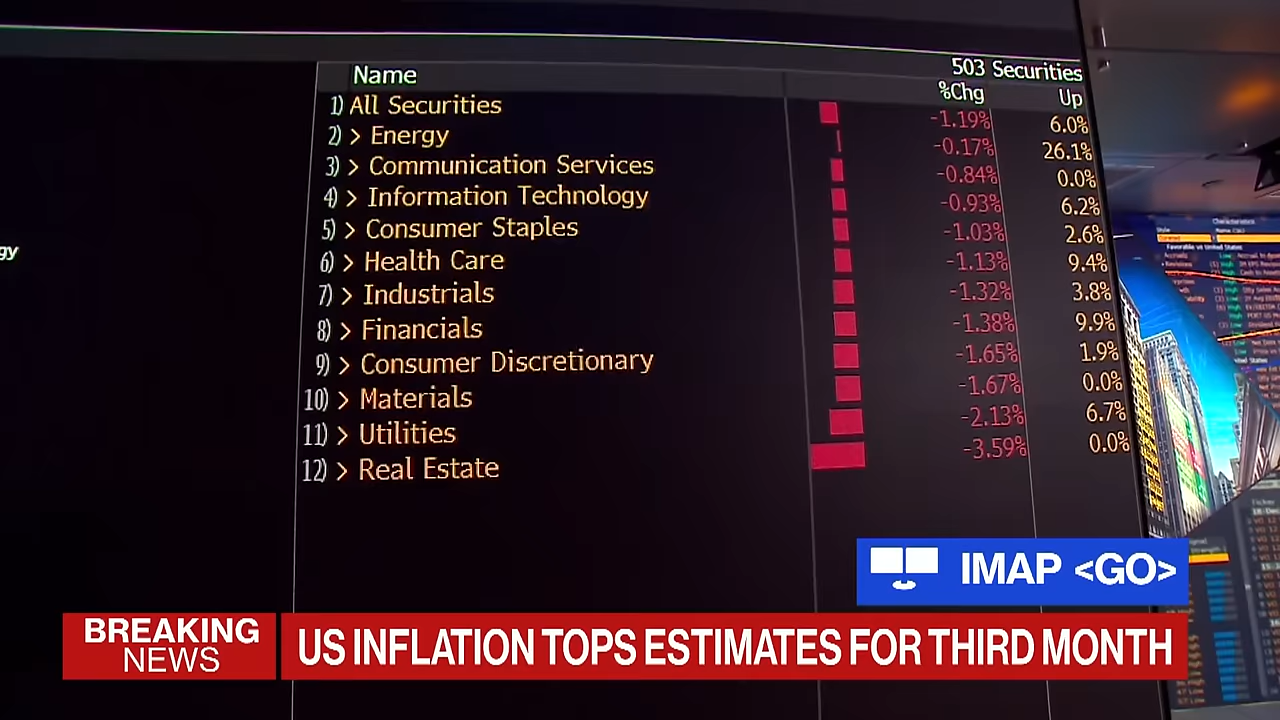 Name 503 Securities
%Chg Up
1) All Securities -1.19% 6.0%
2) > Energy -0.17% 26.1%
3) > Communication Services -0.84% 0.0%
4) > Information Technology -0.93% 6.2%
5) > Consumer Staples -1.03% 2.6%
6) > Health Care -1.13% 9.4%
7) > Industrials -1.32% 3.8%
8) > Financials -1.38% 9.9%
9) > Consumer Discretionary -1.65% 1.9%
10) > Materials -1.67% 0.0%
11) > Utilities -2.13% 6.7%
12) > Real Estate -3.59% 0.0%
gy
IMAP <GO>
BREAKING
NEWS
US INFLATION TOPS ESTIMATES FOR THIRD MONTH